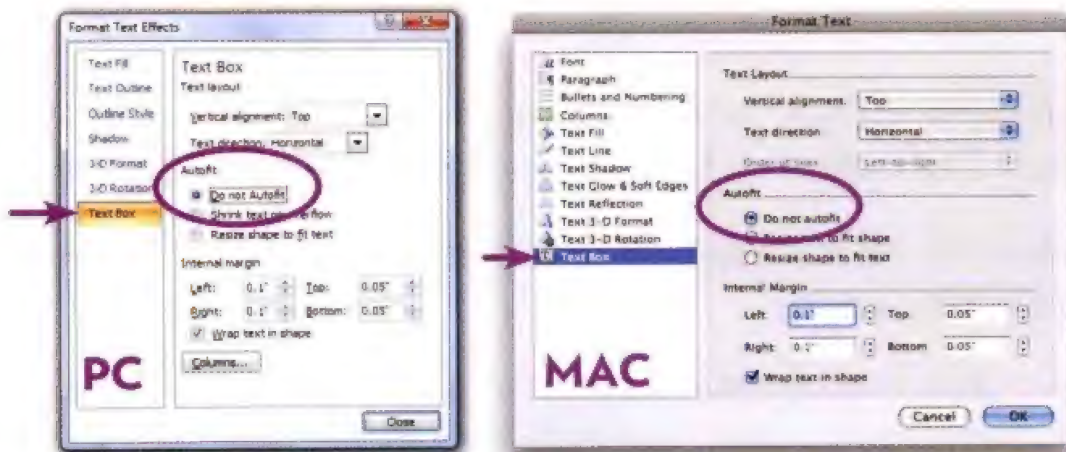 Format Text Effects
Text Fill
Text Outline
Outline Style
Shadow
3-D Format
3-D Rotation
Text Box
Text Box
Text layout
Vertical alignment: Top
Text direction: Horizontal
Autofit
Do not Autofit
Shrink text on overflow
Resize shape to fit text
Internal margin
Left: 0.1" Top: 0.05"
Right: 0.1" Bottom: 0.05"
Wrap text in shape
Columns...
PC
Close
Format Text
Font
Paragraph
Bullets and Numbering
Columns
Text Fill
Text Line
Text Shadow
Text Glow & Soft Edges
Text Reflection
Text 3-D Format
Text 3-D Rotation
Text Box
MAC
Text Layout
Vertical alignment: Top
Text direction Horizontal
Order of lines Left-to-right
Autofit
Do not autofit
Resize text to fit shape
Resize shape to fit text
Internal Margin
Left 0.1" Top 0.05"
Right 0.1" Bottom 0.05"
Wrap text in shape
Cancel OK